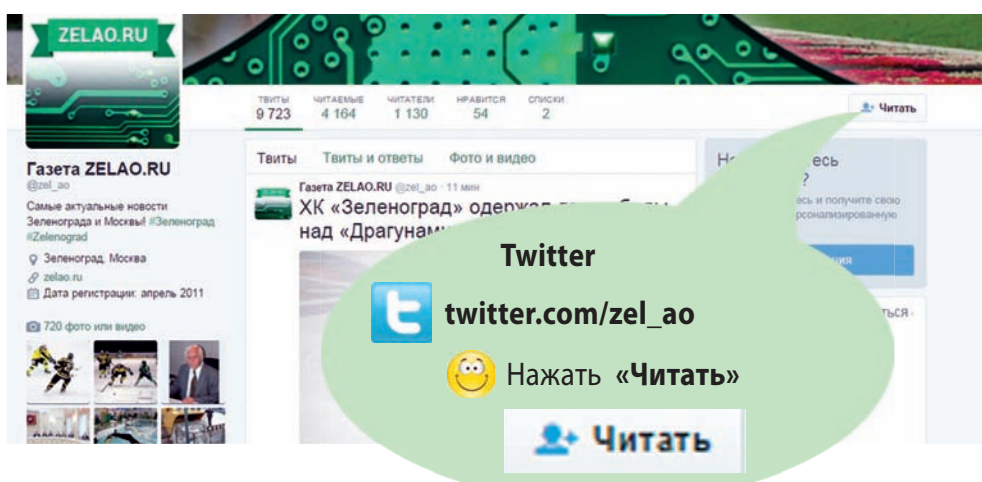 ZELAO.RU
ТВИТЫ ЧИТАЕМЫЕ ЧИТАТЕЛИ НРАВИТСЯ СПИСКИ
9 723 4 164 1 130 54 2
Читать
Газета ZELAO.RU
@zel_ao
Самые актуальные новости
Зеленограда и Москвы! #Зеленоград
#Zelenograd
Зеленоград, Москва
zelao.ru
Дата регистрации: апрель 2011
720 фото или видео
Твиты Твиты и ответы Фото и видео
Газета ZELAO.RU @zel_ao · 11 мин
ХК «Зеленоград» одержал
над «Драгунам
и получите свою
Twitter
twitter.com/zel_ao
Нажать «Читать»
Читать